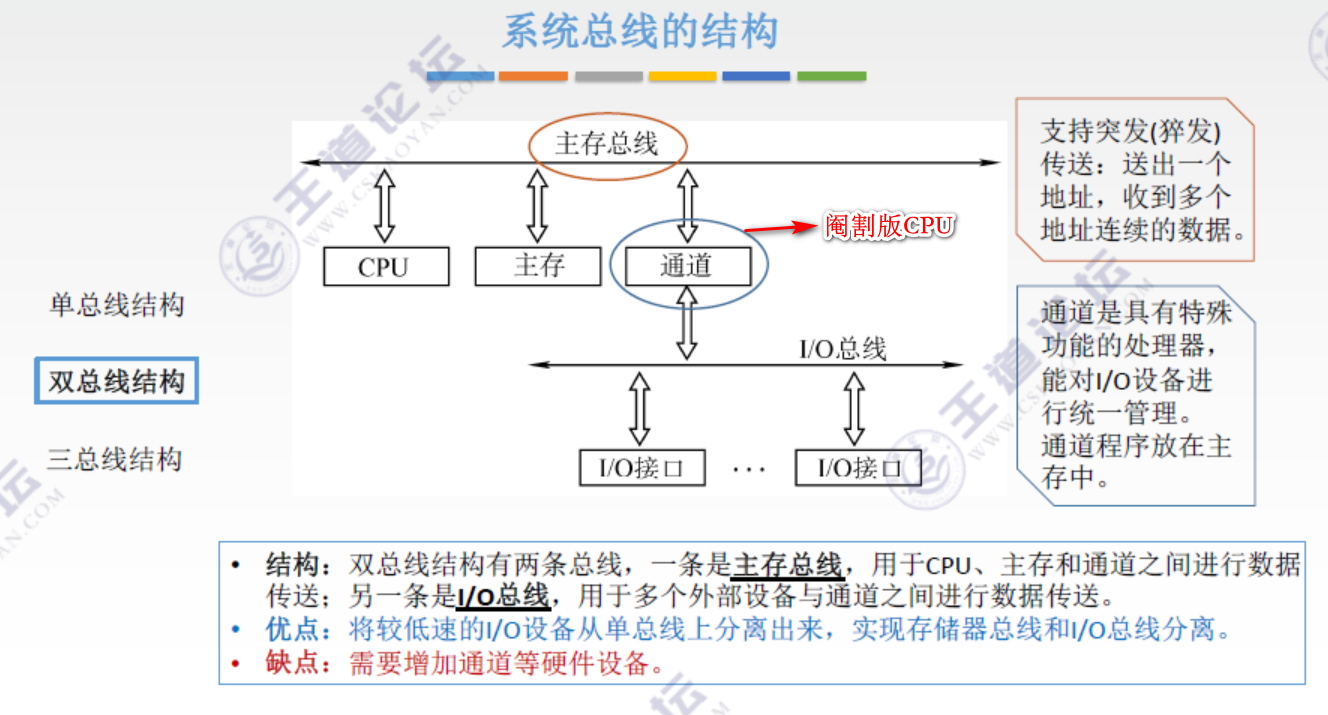 系统总线的结构
主存总线
CPU
主存
通道
阉割版CPU
I/O总线
I/O接口
...
I/O接口
支持突发(猝发)
传送：送出一个
地址，收到多个
地址连续的数据。
通道是具有特殊
功能的处理器，
能对I/O设备进
行统一管理。
通道程序放在主
存中。
单总线结构
双总线结构
三总线结构
• 结构：双总线结构有两条总线，一条是主存总线，用于CPU、主存和通道之间进行数据
传送；另一条是I/O总线，用于多个外部设备与通道之间进行数据传送。
• 优点：将较低速的I/O设备从单总线上分离出来，实现存储器总线和I/O总线分离。
• 缺点：需要增加通道等硬件设备。
王道论坛
WWW.CSKAOYAN.COM
王道论坛